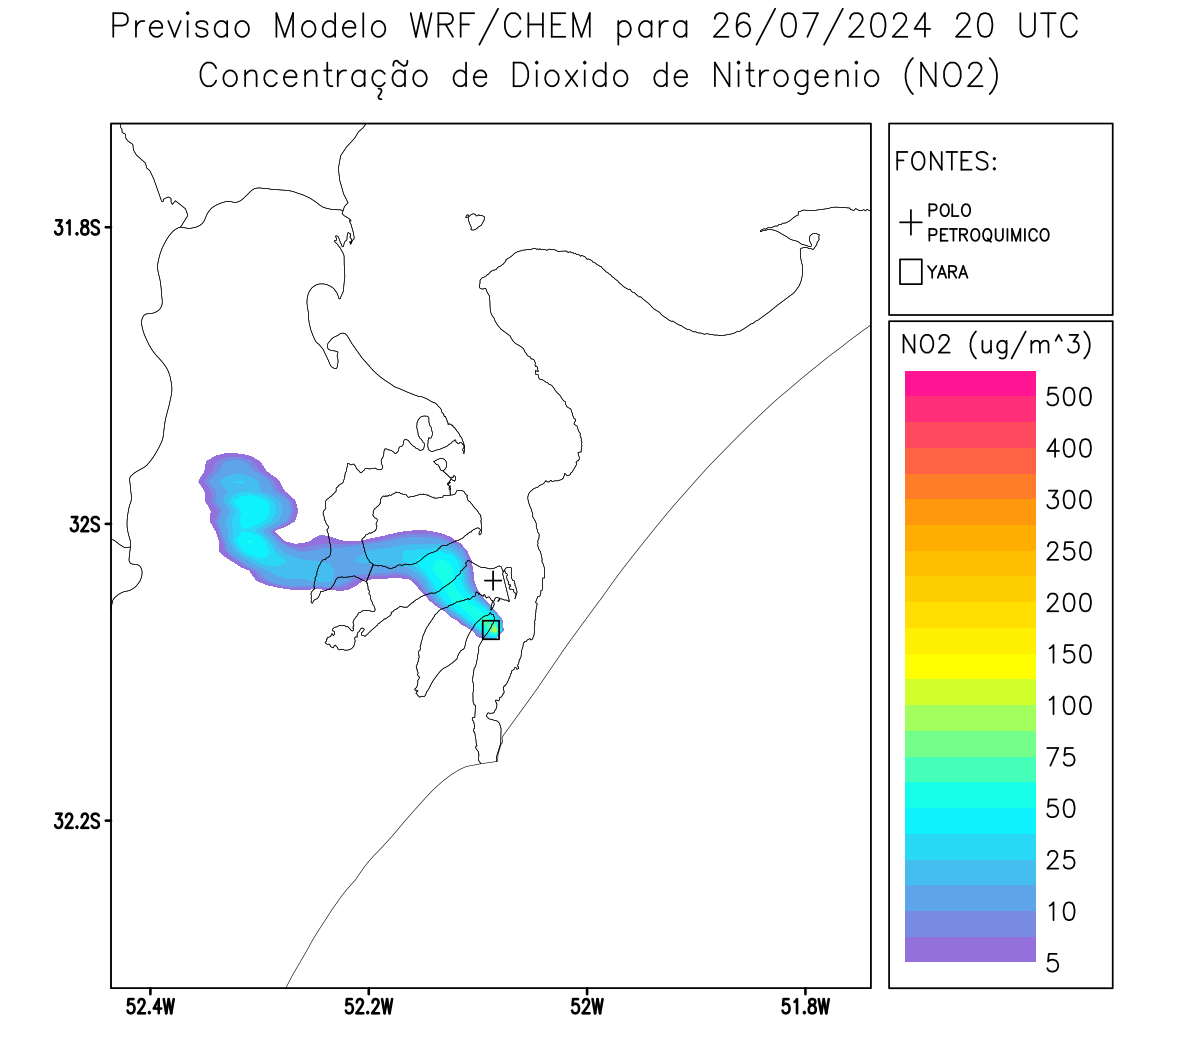 Previsao Modelo WRF/CHEM para 26/07/2024 20 UTC
Concentração de Dioxido de Nitrogenio (NO2)
FONTES:
POLO
PETROQUIMICO
YARA
NO2 (ug/m^3)
500
400
300
250
200
150
100
75
50
25
10
5
31.8S
32S
32.2S
52.4W
52.2W
52W
51.8W